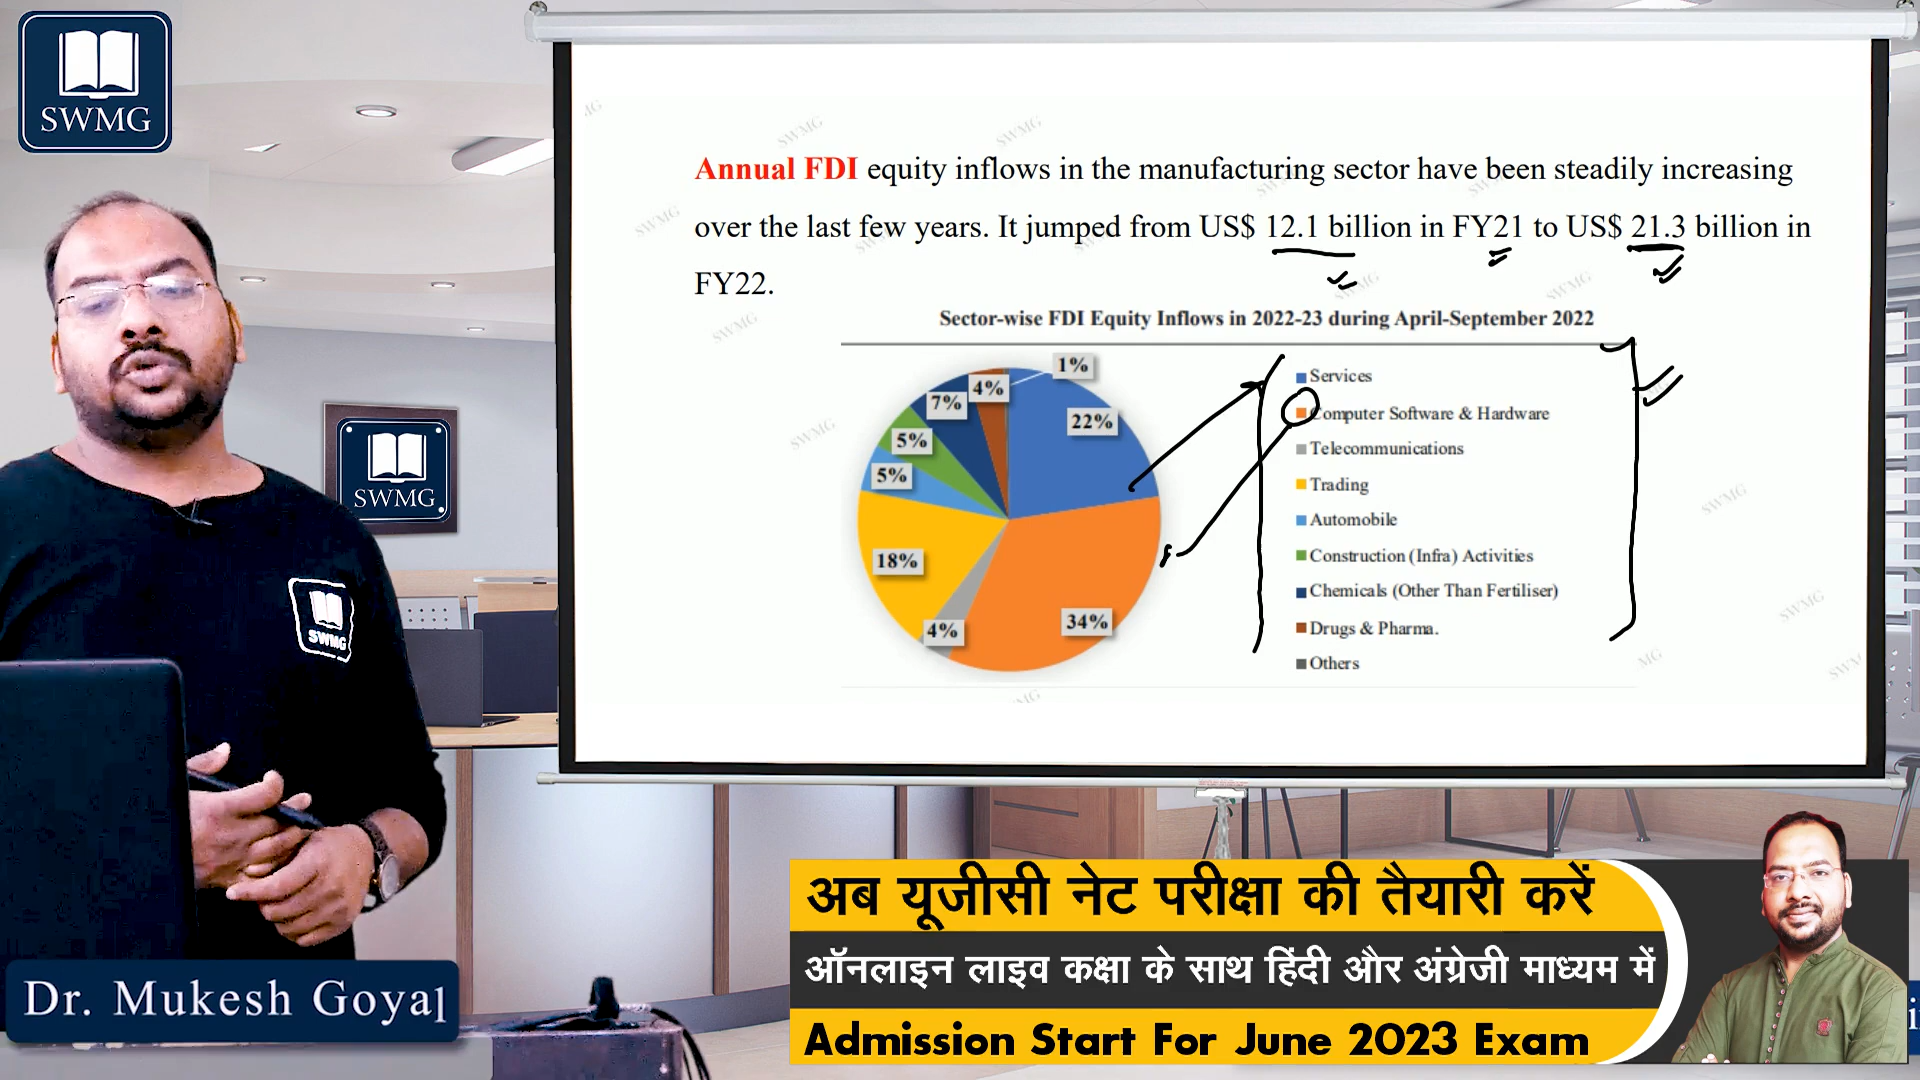 SWMG
Annual FDI equity inflows in the manufacturing sector have been steadily increasing
over the last few years. It jumped from US$ 12.1 billion in FY21 to US$ 21.3 billion in
FY22.
Sector-wise FDI Equity Inflows in 2022-23 during April-September 2022
1%
4%
7%
22%
5%
5%
18%
4%
34%
Services
Computer Software & Hardware
Telecommunications
Trading
Automobile
Construction (Infra) Activities
Chemicals (Other Than Fertiliser)
Drugs & Pharma.
Others
SWMG
SWMG
Dr. Mukesh Goyal
अब यूजीसी नेट परीक्षा की तैयारी करें
ऑनलाइन लाइव कक्षा के साथ हिंदी और अंग्रेजी माध्यम में
Admission Start For June 2023 Exam